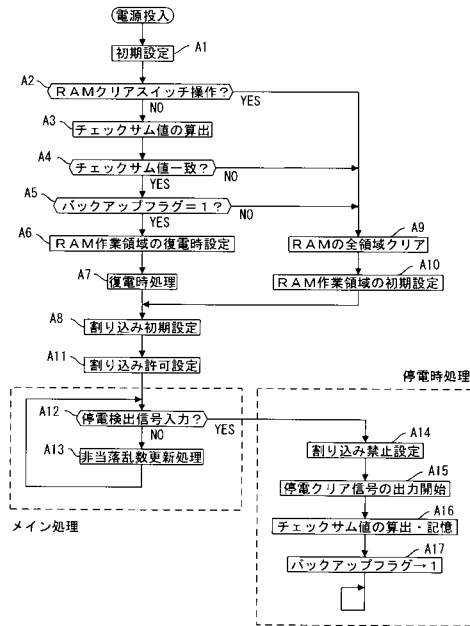 電源投入
A1
初期設定
A2
RAMクリアスイッチ操作?
YES
NO
A3
チェックサム値の算出
A4
チェックサム値一致?
NO
YES
A5
バックアップフラグ=1?
NO
YES
A6
RAM作業領域の復電時設定
A9
RAMの全領域クリア
A7
復電時処理
A10
RAM作業領域の初期設定
A8
割り込み初期設定
A11
割り込み許可設定
停電時処理
A12
停電検出信号入力?
YES
NO
A13
非当落乱数更新処理
メイン処理
A14
割り込み禁止設定
A15
停電クリア信号の出力開始
A16
チェックサム値の算出・記憶
A17
バックアップフラグ→1